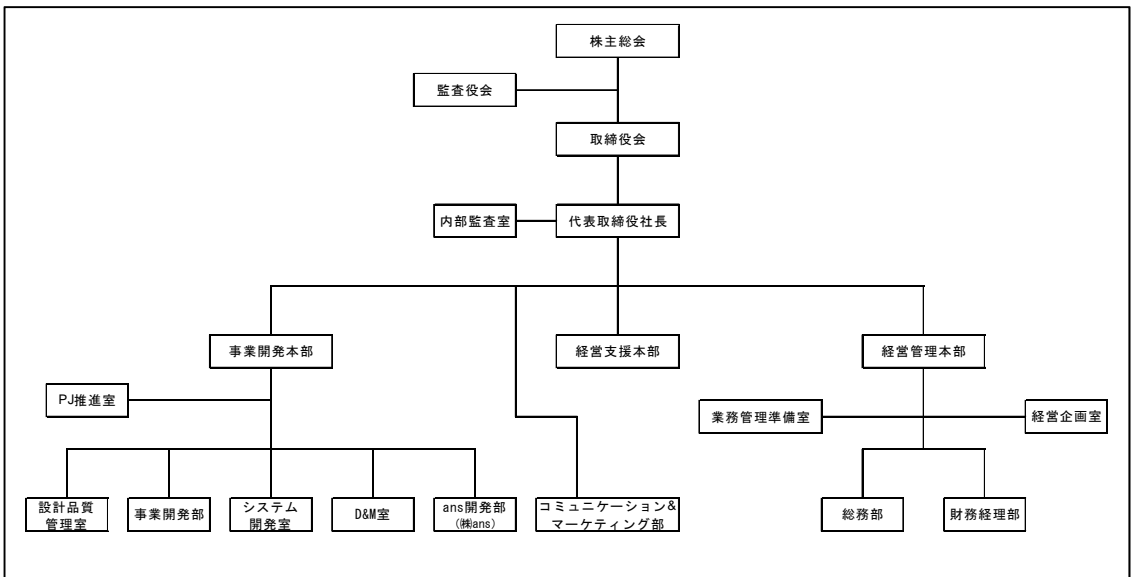 株主総会
監査役会
取締役会
内部監査室
代表取締役社長
事業開発本部
経営支援本部
経営管理本部
PJ推進室
業務管理準備室
経営企画室
設計品質
管理室
事業開発部
システム
開発室
D&M室
ans開発部
(㈱ans)
コミュニケーション&
マーケティング部
総務部
財務経理部